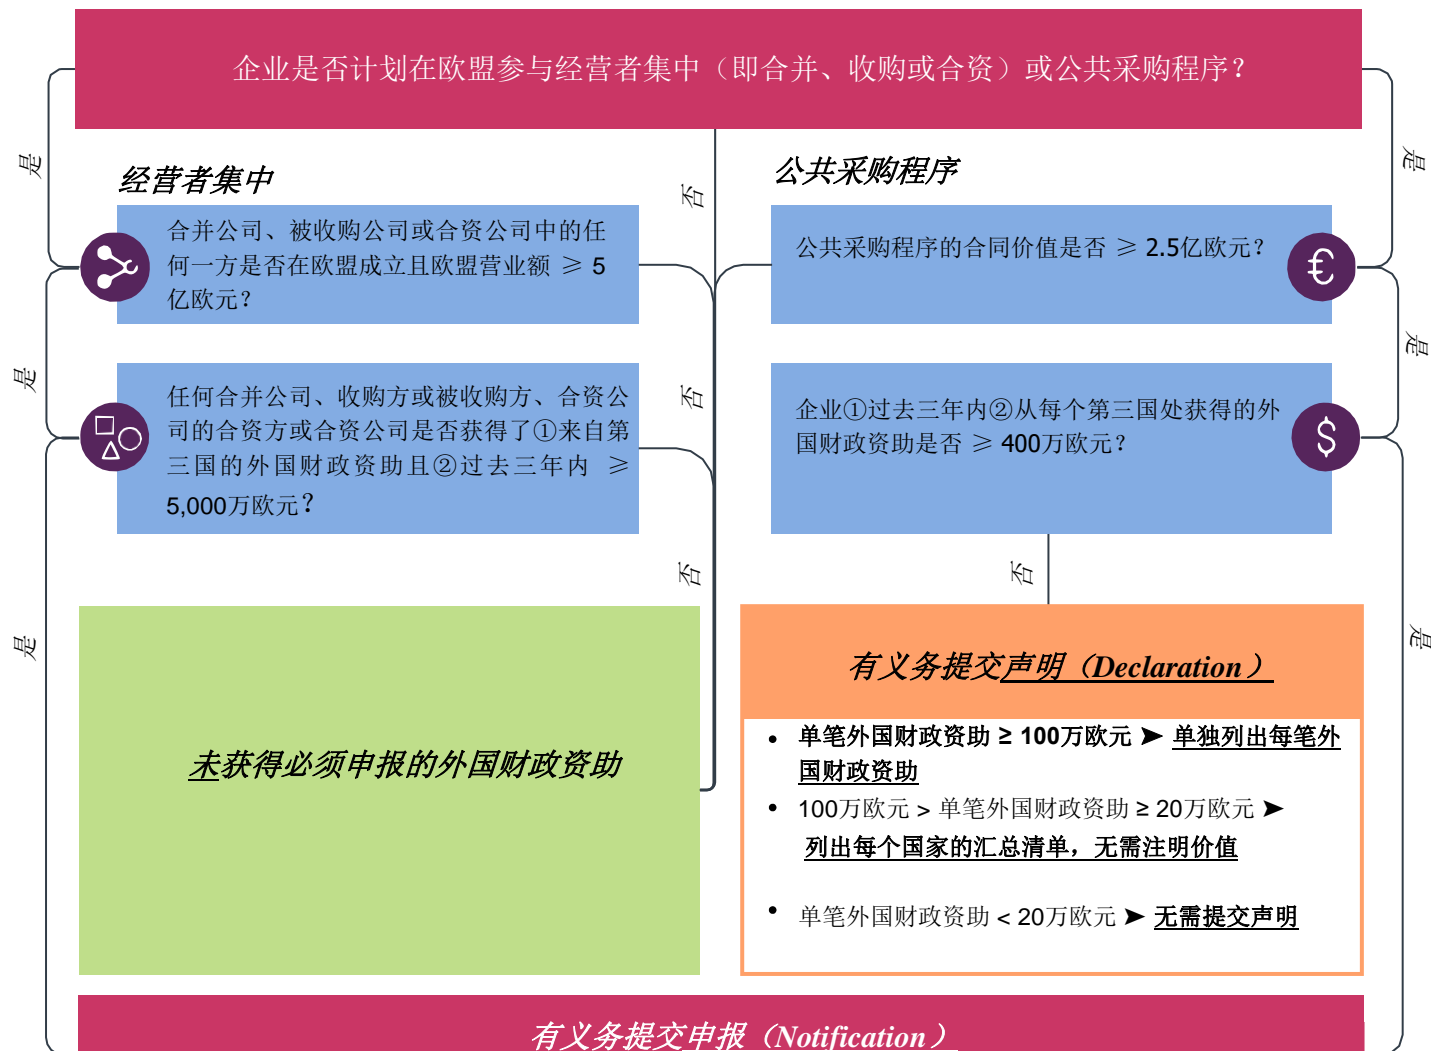 企业是否计划在欧盟参与经营者集中（即合并、收购或合资）或公共采购程序？
是
是
否
经营者集中
公共采购程序
合并公司、被收购公司或合资公司中的任
何一方是否在欧盟成立且欧盟营业额 ≥ 5
亿欧元？
公共采购程序的合同价值是否 ≥ 2.5亿欧元？
€
是
否
是
任何合并公司、收购方或被收购方、合资公
司的合资方或合资公司是否获得了①来自第
三国的外国财政资助且②过去三年内 ≥
5,000万欧元？
企业①过去三年内②从每个第三国处获得的外
国财政资助是否 ≥ 400万欧元？
$
否
否
是
是
未获得必须申报的外国财政资助
有义务提交声明（Declaration）
• 单笔外国财政资助 ≥ 100万欧元 ➤ 单独列出每笔外
国财政资助
• 100万欧元 > 单笔外国财政资助 ≥ 20万欧元 ➤
列出每个国家的汇总清单，无需注明价值
• 单笔外国财政资助 < 20万欧元 ➤ 无需提交声明
有义务提交申报（Notification）